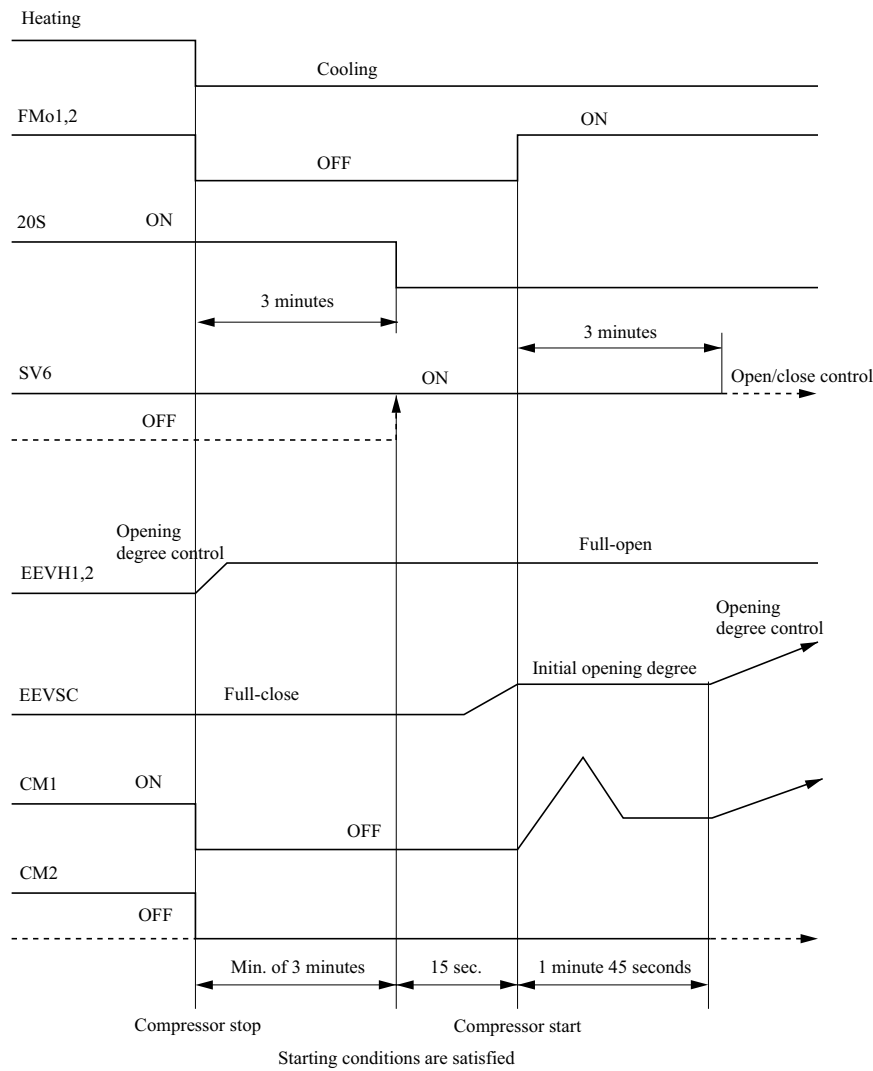 Heating
Cooling
FMo1,2
ON
OFF
20S
ON
3 minutes
3 minutes
SV6
ON
Open/close control
OFF
Opening
degree control
Full-open
EEVH1,2
Opening
degree control
Initial opening degree
EEVSC
Full-close
CM1
ON
OFF
CM2
OFF
Min. of 3 minutes
15 sec.
1 minute 45 seconds
Compressor stop
Compressor start
Starting conditions are satisfied